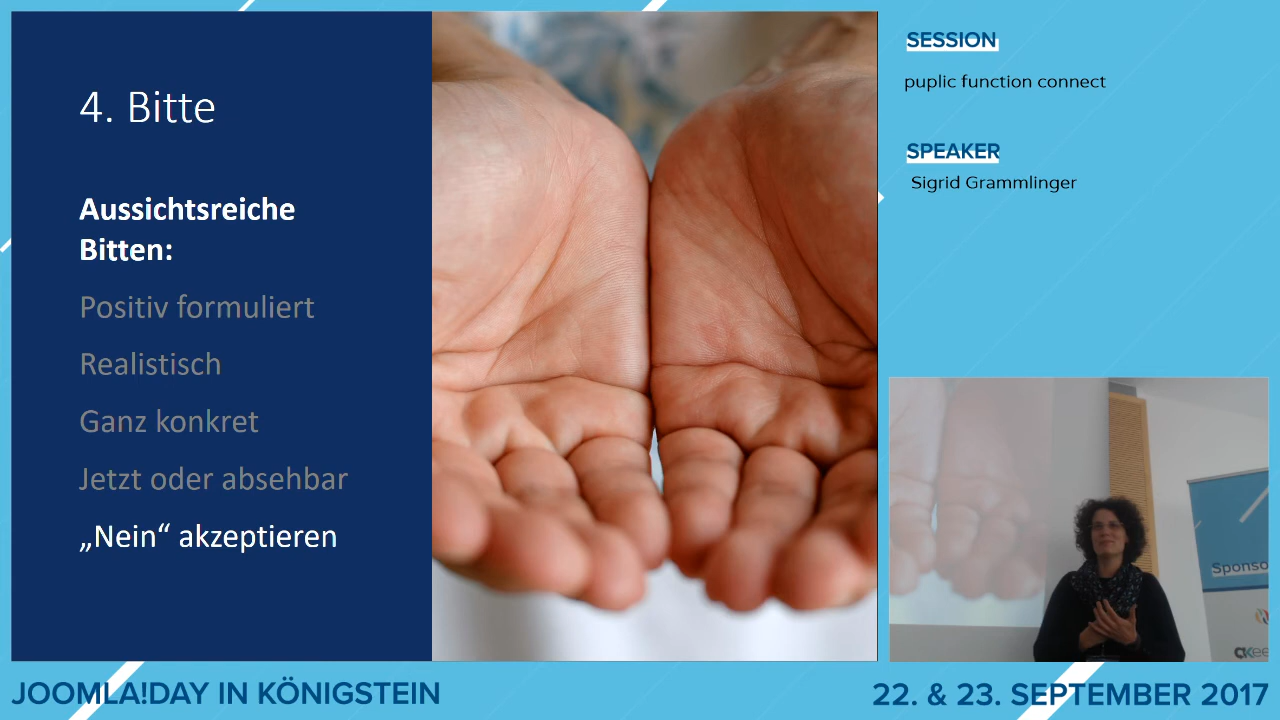 4. Bitte
Aussichtsreiche
Bitten:
Positiv formuliert
Realistisch
Ganz konkret
Jetzt oder absehbar
„Nein“ akzeptieren
SESSION
puplic function connect
SPEAKER
Sigrid Grammlinger
JOOMLA!DAY IN KÖNIGSTEIN
22. & 23. SEPTEMBER 2017